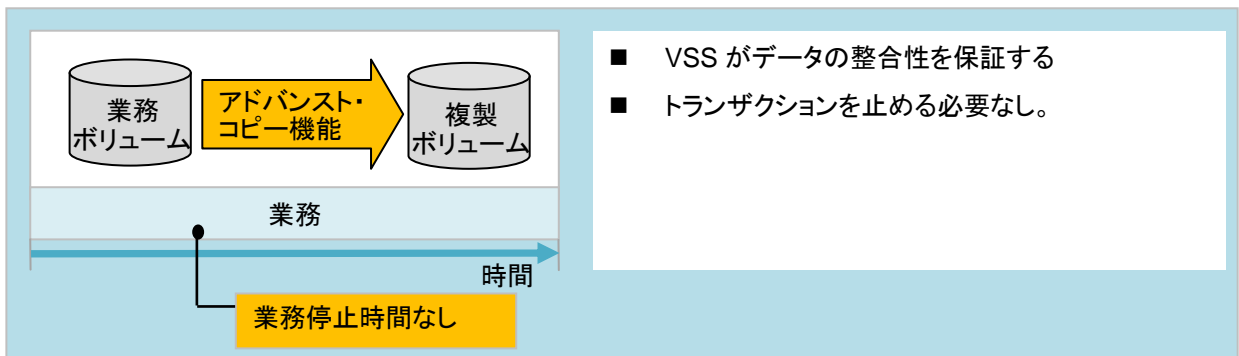 業務
ボリューム
アドバンスト・
コピー機能
複製
ボリューム
業務
時間
業務停止時間なし
■ VSS がデータの整合性を保証する
■ トランザクションを止める必要なし。